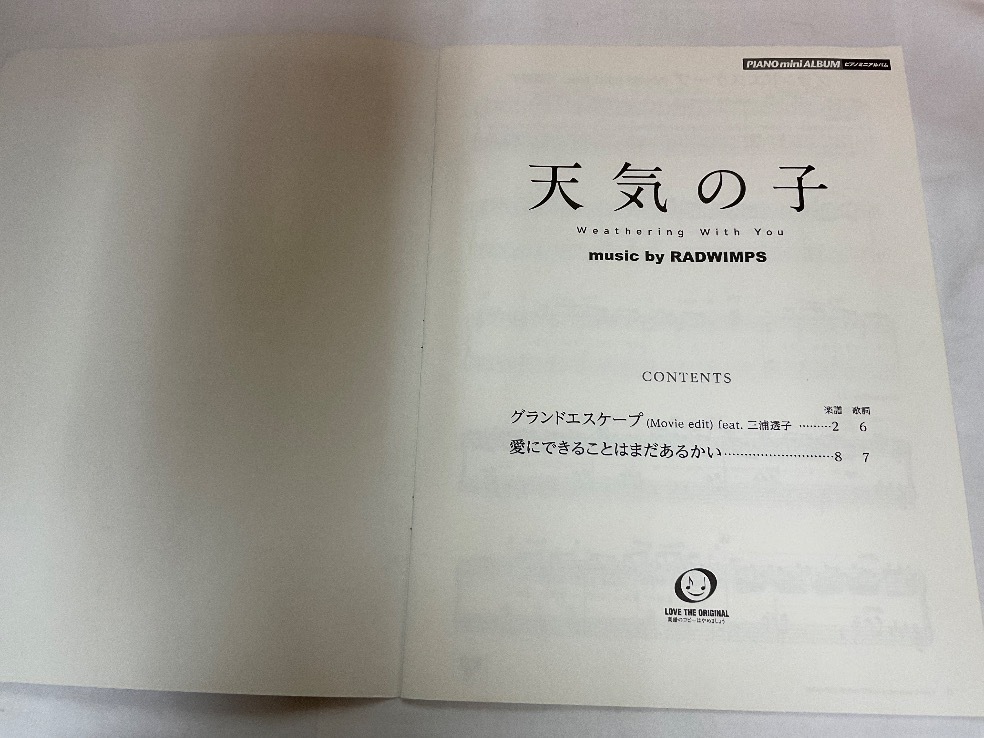 PIANO mini ALBUM ピアノミニアルバム
天気の子
Weathering With You
music by RADWIMPS
CONTENTS
楽譜 歌詞
グランドエスケープ (Movie edit) feat. 三浦透子 ………2 6
愛にできることはまだあるかい………………………8 7
LOVE THE ORIGINAL
楽譜のコピーはやめましょう